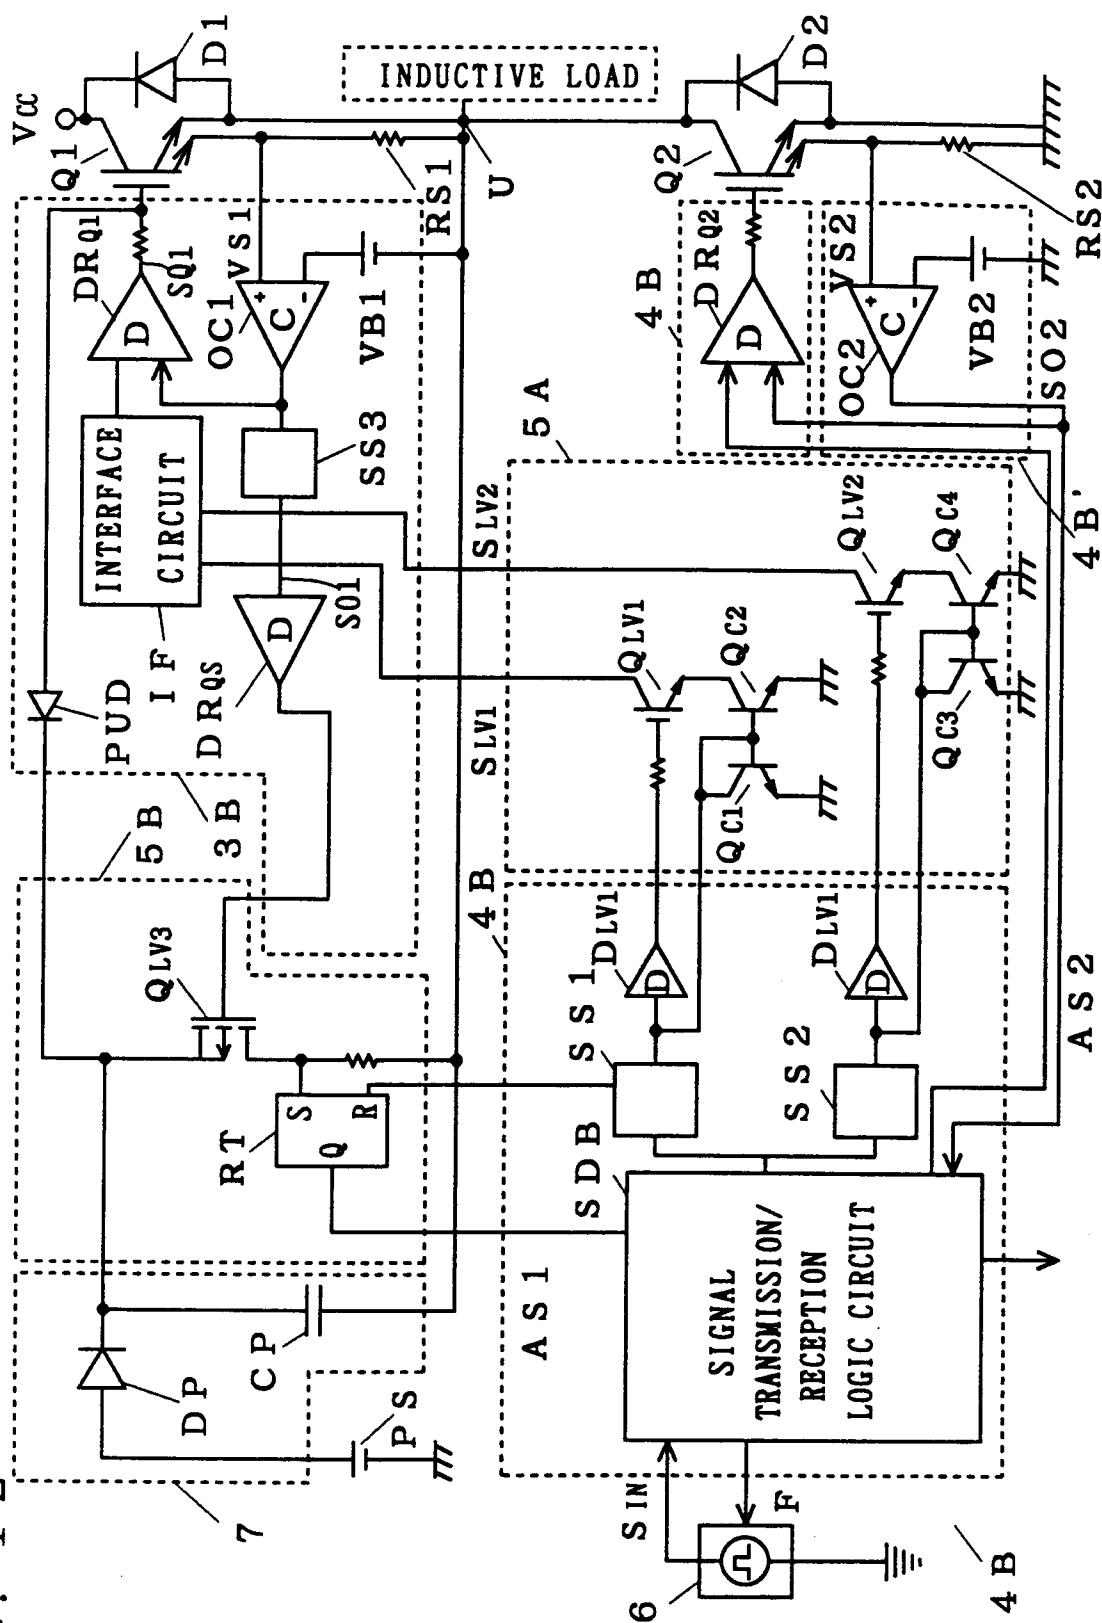 VCC
Q1
D1
INDUCTIVE LOAD
Q2
D2
DRQ1
SQ1
D
VS1
OC1
+
-
C
VB1
RS1
U
4B
DRQ2
D
VS2
OC2
+
-
C
VB2
RS2
SO2
INTERFACE
CIRCUIT
IF
SS3
SO1
D
DRQS
PUD
3B
5B
SLV2
SLV1
5A
QLV1
QC2
QC1
QLV2
QC4
QC3
4B'
QLV3
RT
S
R
Q
4B
DLV1
D
SS1
DLV1
D
SS2
SDB
AS2
AS1
SIGNAL
TRANSMISSION/
RECEPTION
LOGIC CIRCUIT
DP
CP
PS
7
SIN
F
6
4B